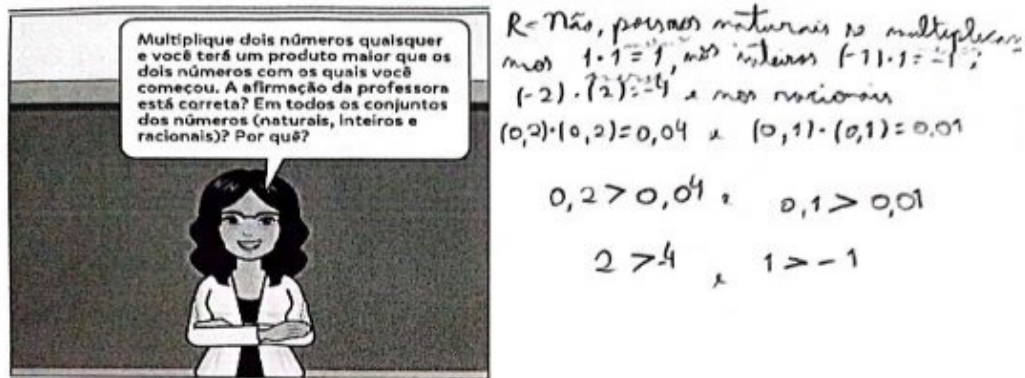 Multiplique dois números quaisquer
e você terá um produto maior que os
dois números com os quais você
começou. A afirmação da professora
está correta? Em todos os conjuntos
dos números (naturais, inteiros e
racionais)? Por quê?
R= Não, pois nos naturais se multiplicar
mos 1·1=1, nos inteiros (-1)·1=-1;
(-2)·(2)=-4 e nos racionais
(0,2)·(0,2)=0,04 e (0,1)·(0,1)=0,01
0,2>0,04 e 0,1>0,01
2>-4 e 1>-1